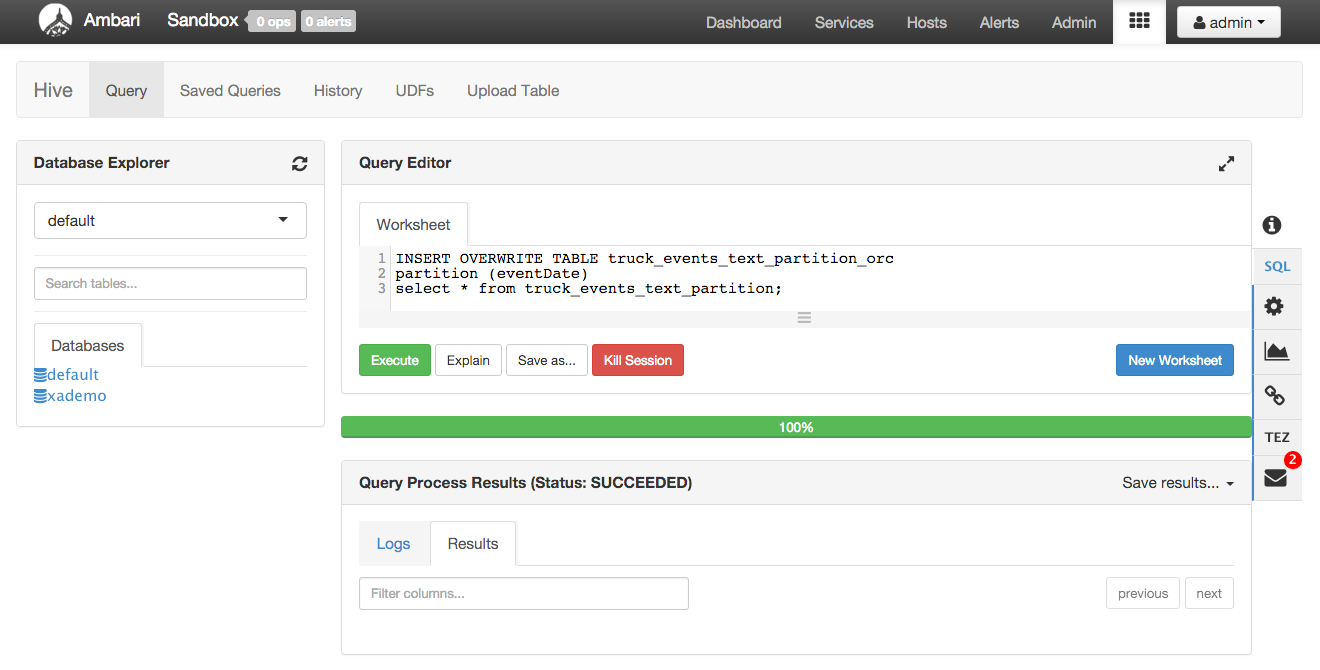 Ambari Sandbox 0 ops 0 alerts Dashboard Services Hosts Alerts Admin admin
Hive Query Saved Queries History UDFs Upload Table
Database Explorer
default
Search tables...
Databases
default
xademo
Query Editor
Worksheet
1 INSERT OVERWRITE TABLE truck_events_text_partition_orc
2 partition (eventDate)
3 select * from truck_events_text_partition;
Execute Explain Save as... Kill Session New Worksheet
100%
Query Process Results (Status: SUCCEEDED) Save results...
Logs Results
Filter columns... previous next
SQL
TEZ
2